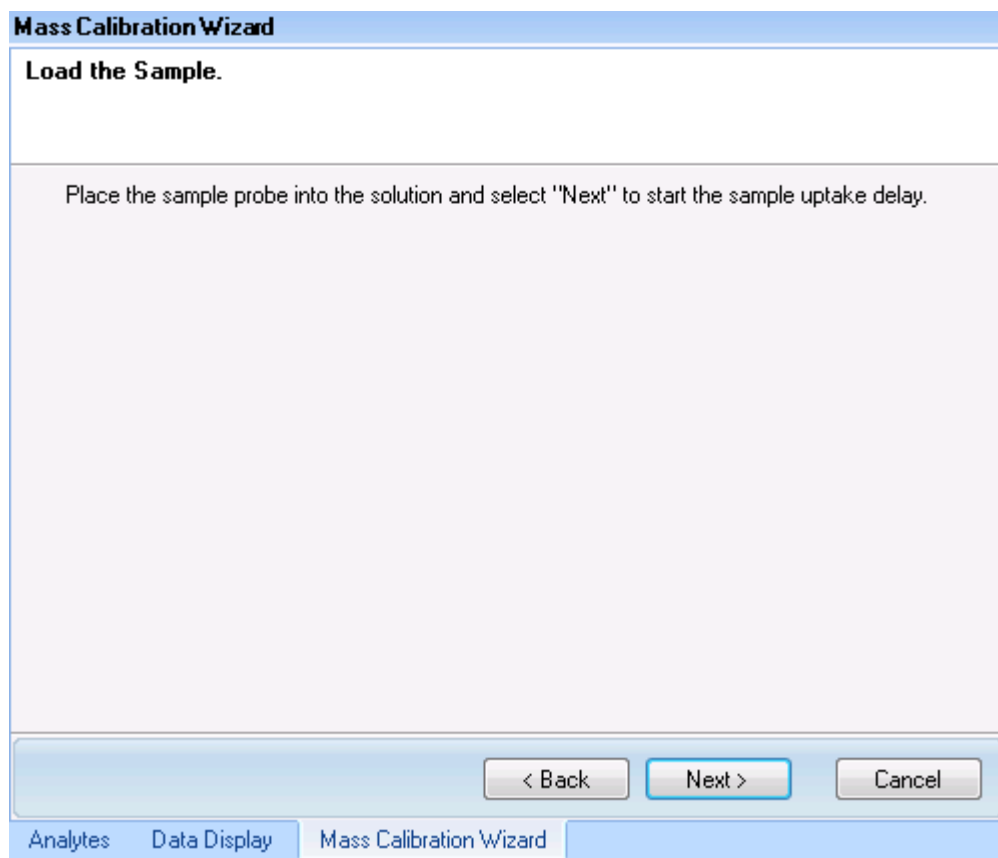 Mass Calibration Wizard
Load the Sample.
Place the sample probe into the solution and select "Next" to start the sample uptake delay.
< Back Next > Cancel
Analytes Data Display Mass Calibration Wizard